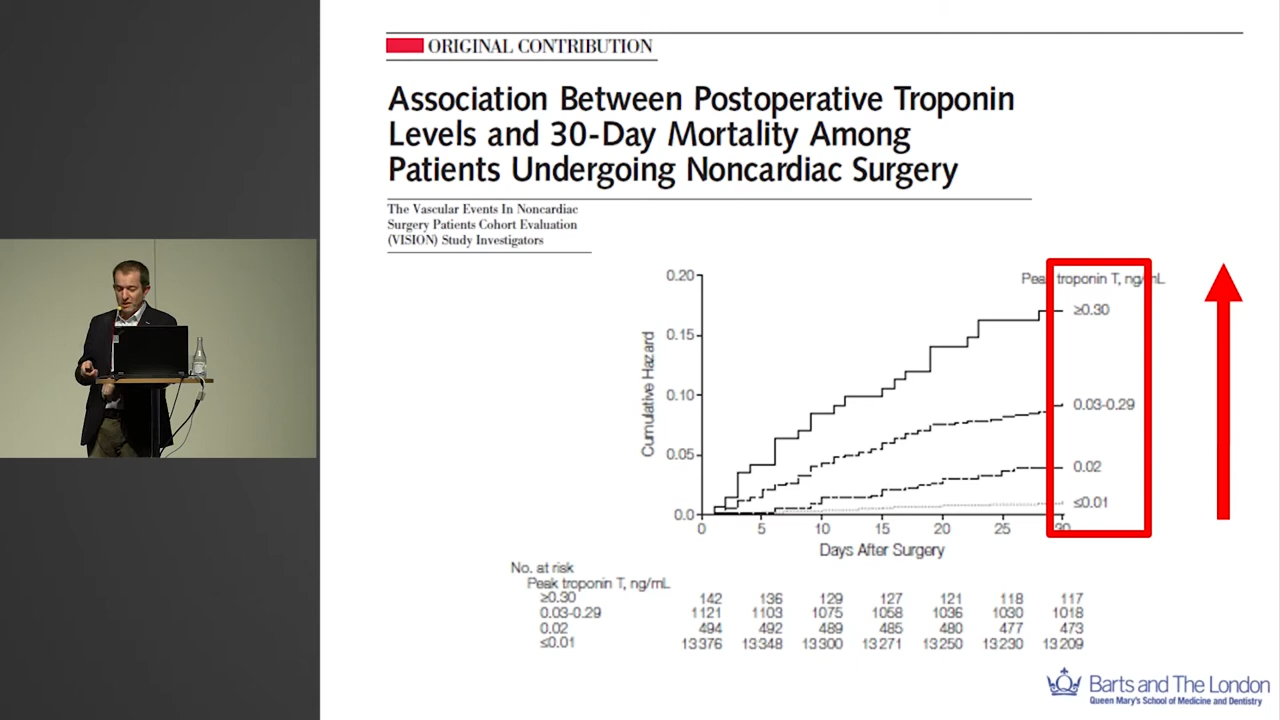 ORIGINAL CONTRIBUTION
Association Between Postoperative Troponin
Levels and 30-Day Mortality Among
Patients Undergoing Noncardiac Surgery
The Vascular Events In Noncardiac
Surgery Patients Cohort Evaluation
(VISION) Study Investigators
Peak troponin T, ng/mL
0.20
≥0.30
0.15
0.10
0.03-0.29
0.05
0.02
≤0.01
0.0
Cumulative Hazard
0 5 10 15 20 25 30
Days After Surgery
No. at risk
Peak troponin T, ng/mL
≥0.30 142 136 129 127 121 118 117
0.03-0.29 1121 1103 1075 1058 1036 1030 1018
0.02 494 492 489 485 480 477 473
≤0.01 13376 13348 13300 13271 13250 13230 13209
Barts and The London
Queen Mary's School of Medicine and Dentistry